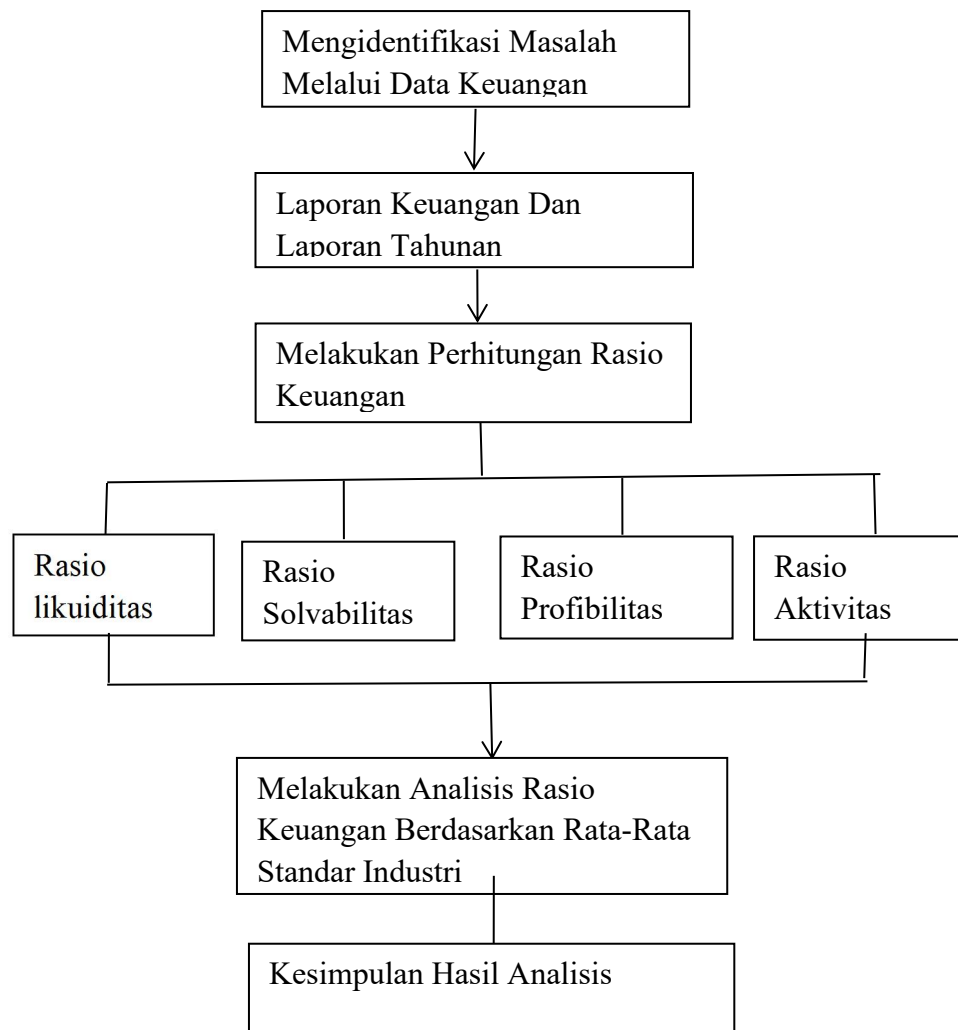 Mengidentifikasi Masalah
Melalui Data Keuangan
Laporan Keuangan Dan
Laporan Tahunan
Melakukan Perhitungan Rasio
Keuangan
Rasio
likuiditas
Rasio
Solvabilitas
Rasio
Profibilitas
Rasio
Aktivitas
Melakukan Analisis Rasio
Keuangan Berdasarkan Rata-Rata
Standar Industri
Kesimpulan Hasil Analisis